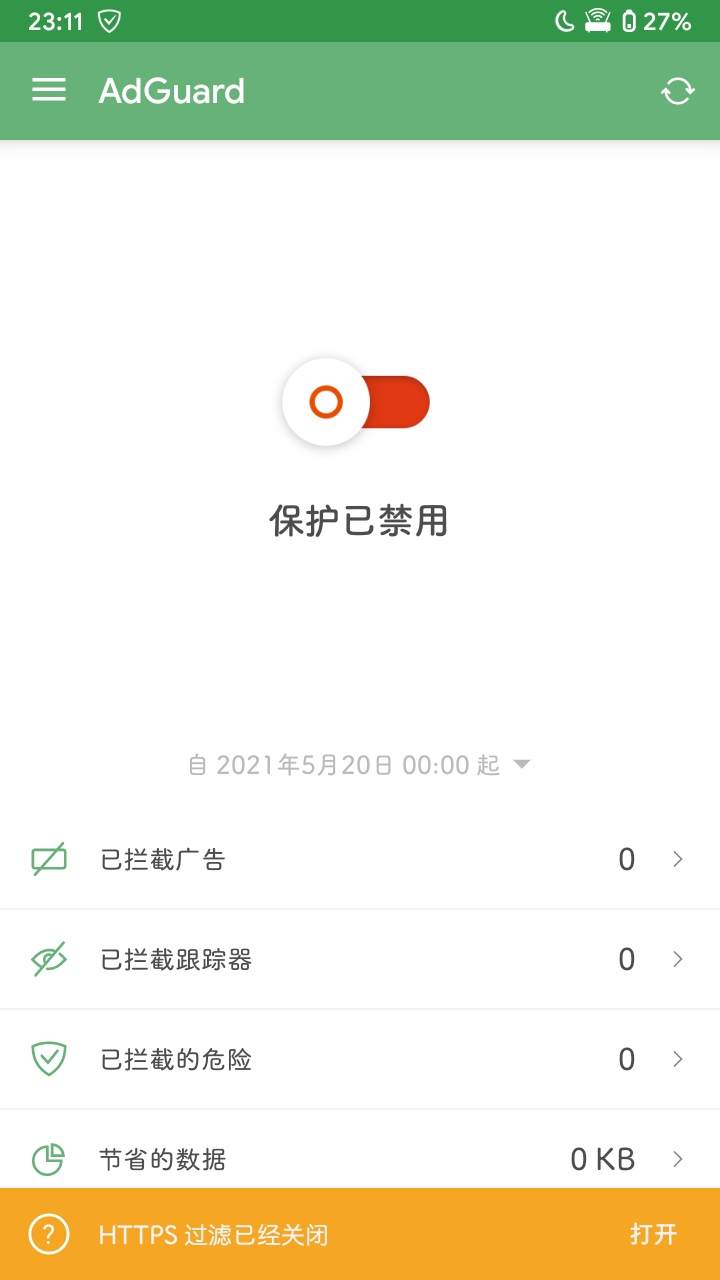 23:11
27%
AdGuard
保护已禁用
自 2021年5月20日 00:00 起
已拦截广告 0
已拦截跟踪器 0
已拦截的危险 0
节省的数据 0 KB
? HTTPS 过滤已经关闭 打开